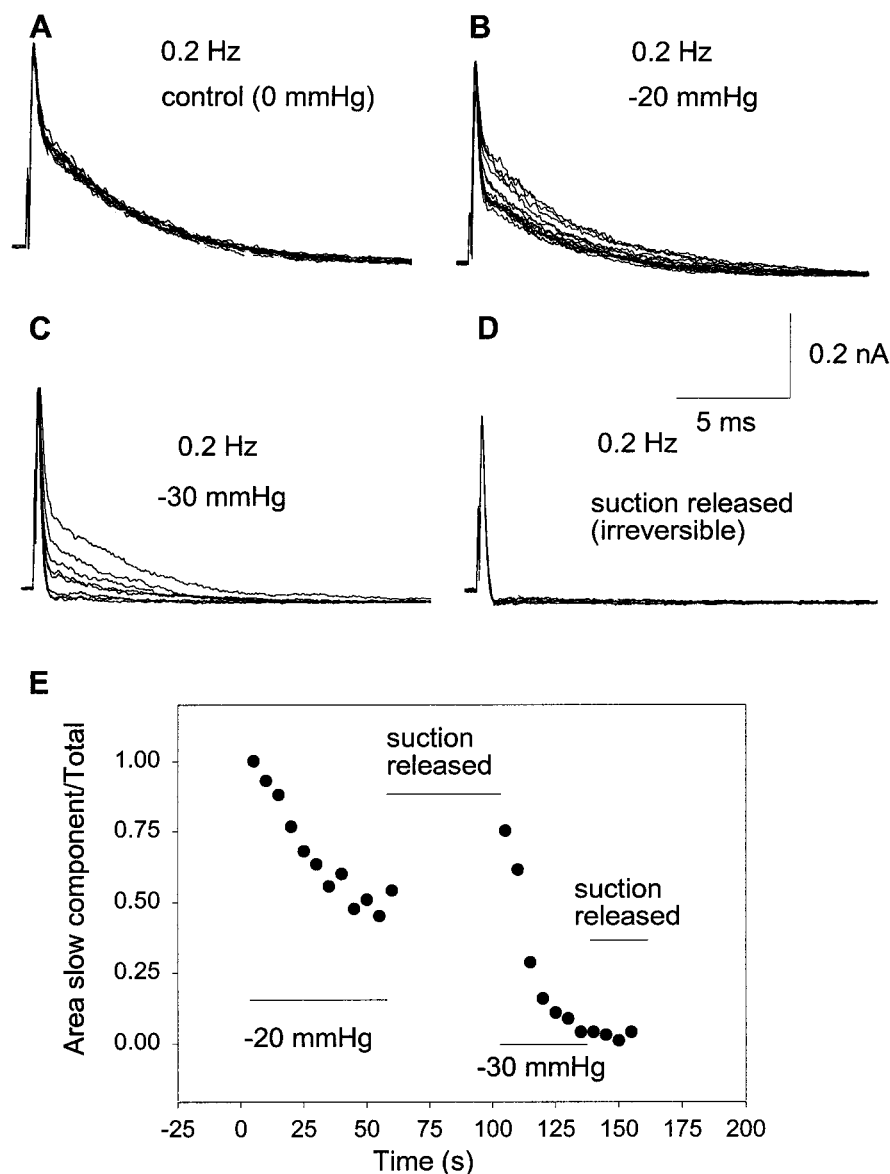 A
0.2 Hz
control (0 mmHg)
B
0.2 Hz
-20 mmHg
C
0.2 Hz
-30 mmHg
D
0.2 nA
5 ms
0.2 Hz
suction released
(irreversible)
E
Area slow component/Total
1.00
0.75
0.50
0.25
0.00
suction
released
suction
released
-20 mmHg
-30 mmHg
-25
0
25
50
75
100
125
150
175
200
Time (s)